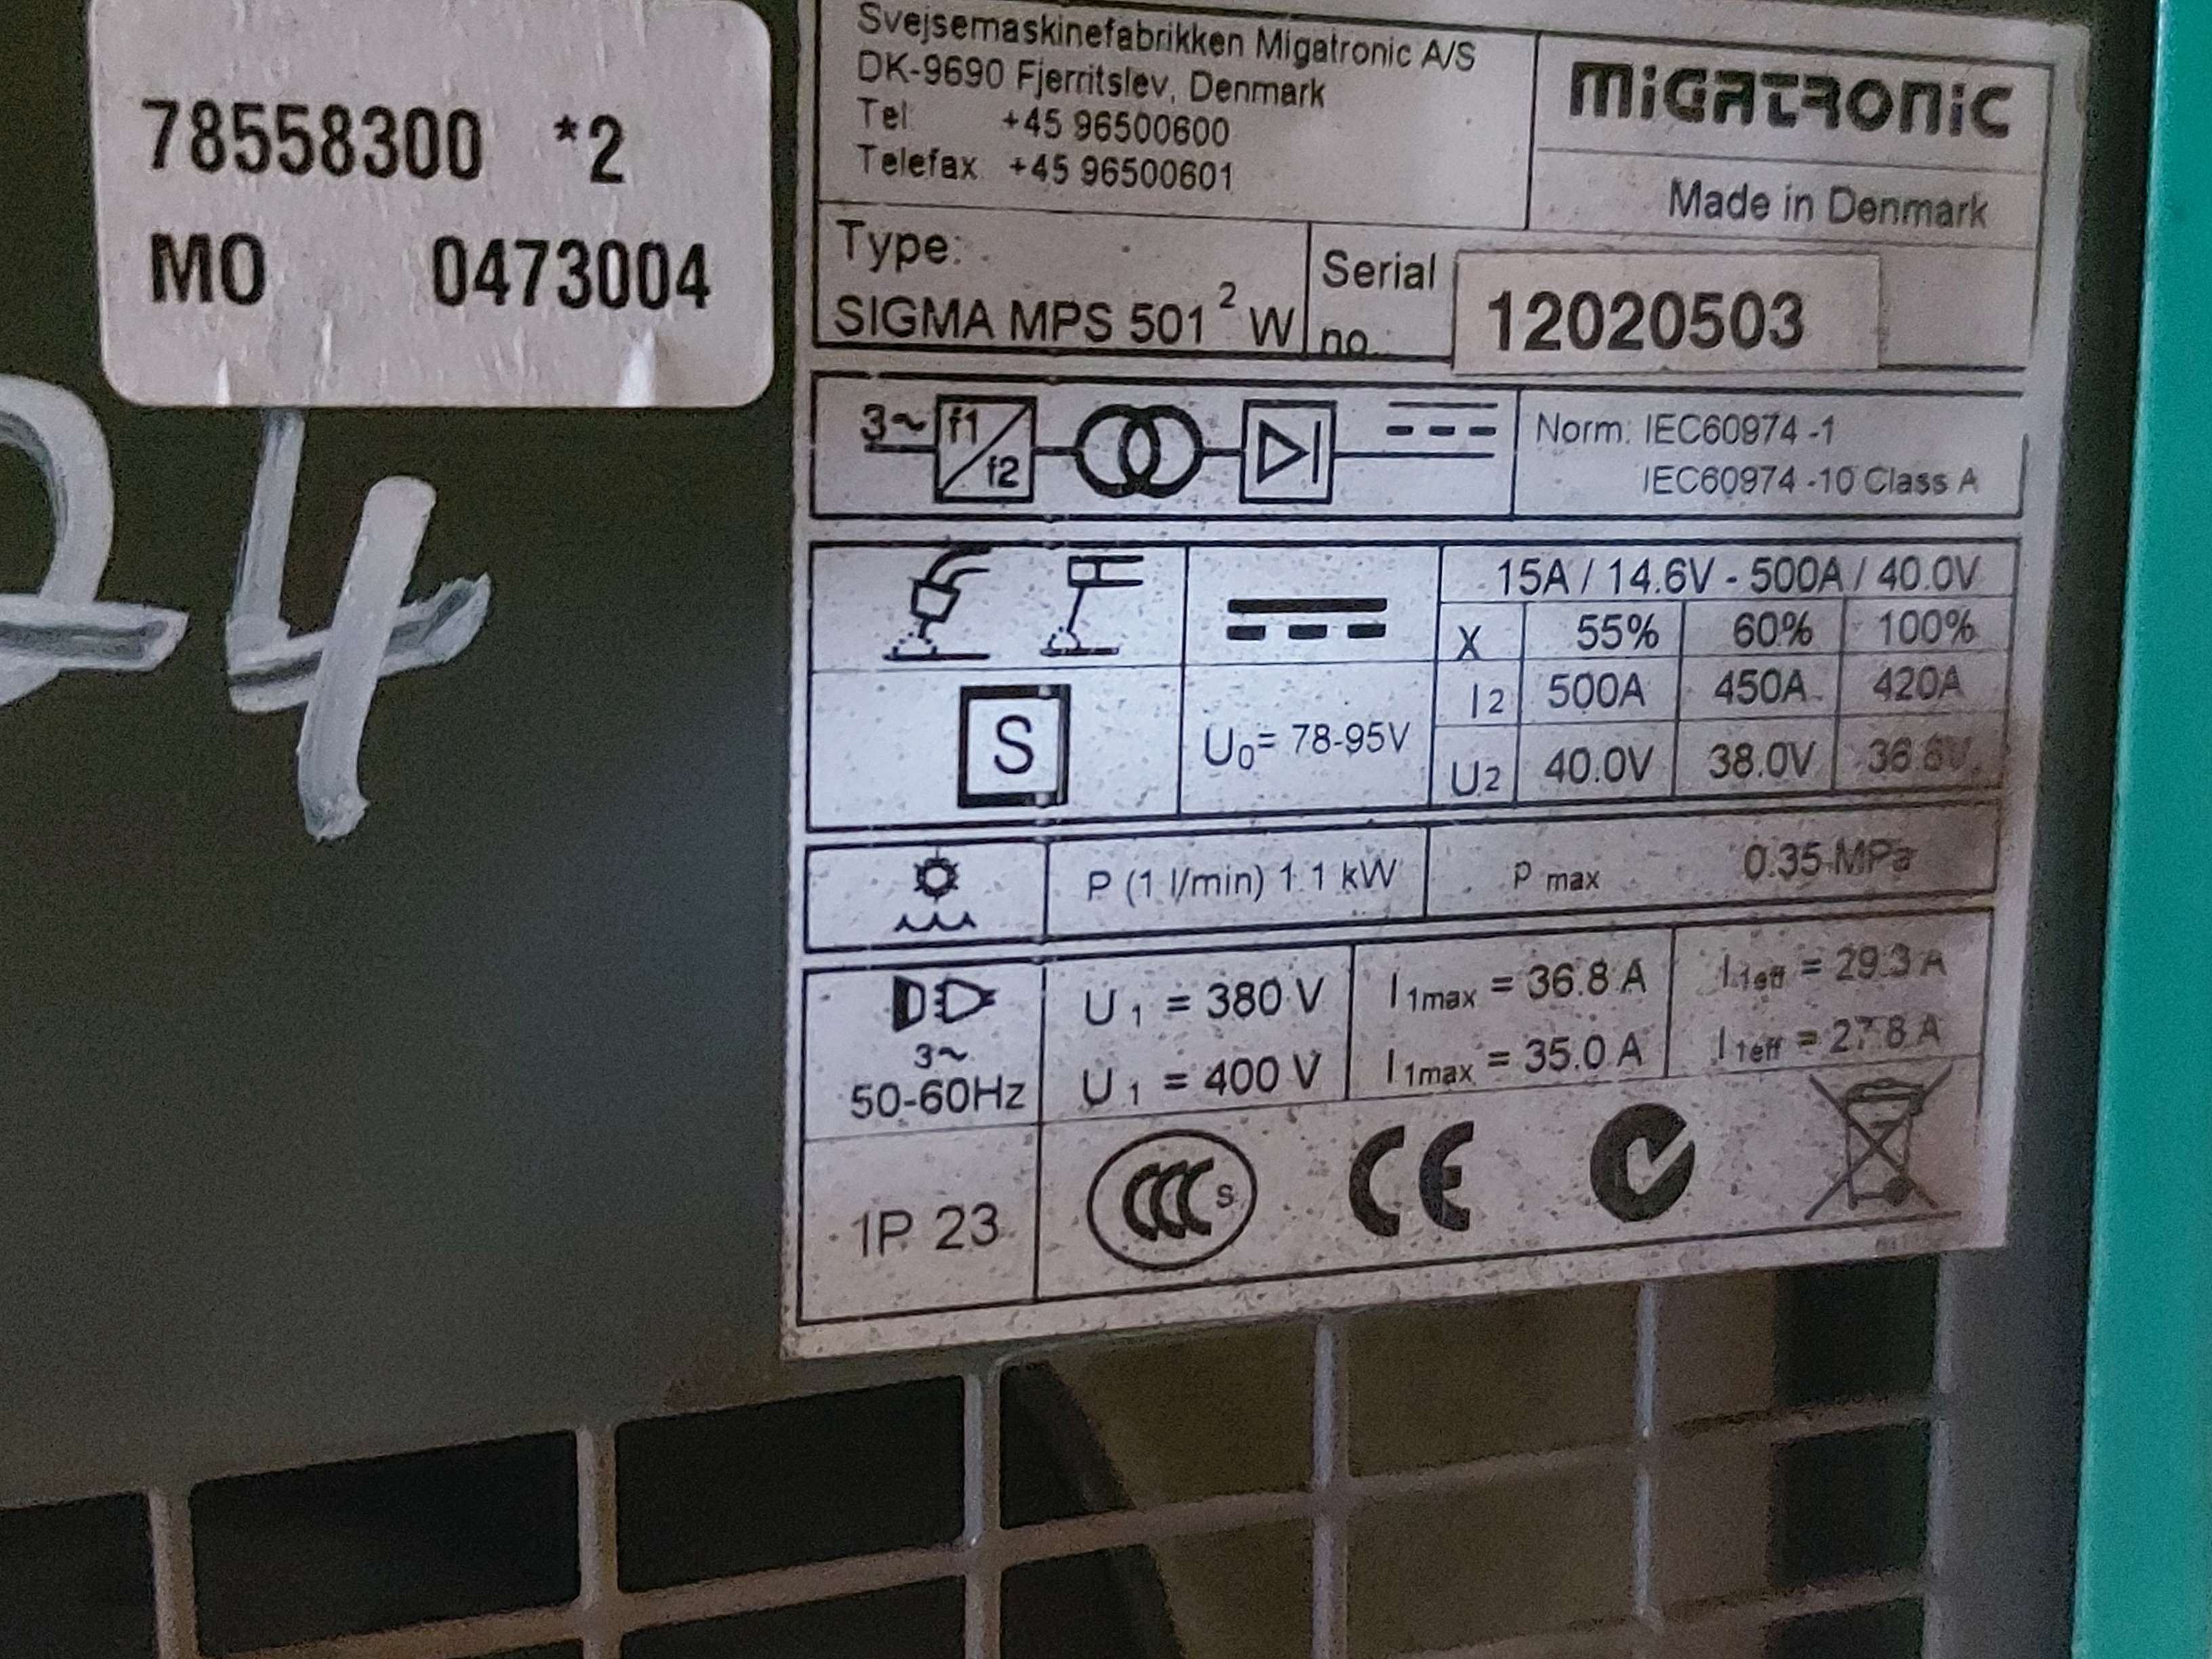 78558300 *2
MO 0473004
24
Svejsemaskinefabrikken Migatronic A/S
DK-9690 Fjerritslev, Denmark
Tel +45 96500600
Telefax +45 96500601
MIGATRONIC
Made in Denmark
Type:
SIGMA MPS 501 ² W
Serial
no.:
12020503
3~ f1 f2
Norm: IEC60974 -1
IEC60974 -10 Class A
15A / 14.6V - 500A / 40.0V
X 55% 60% 100%
I2 500A 450A 420A
S
U0= 78-95V
U2 40.0V 38.0V
P (1 l/min) 1.1 kW
P max 0.35 MPa
3~
50-60Hz
U1 = 380 V I1max = 36.8 A I1eff = 29.3 A
U1 = 400 V I1max = 35.0 A I1eff = 27.8 A
IP 23
CCC S
CE